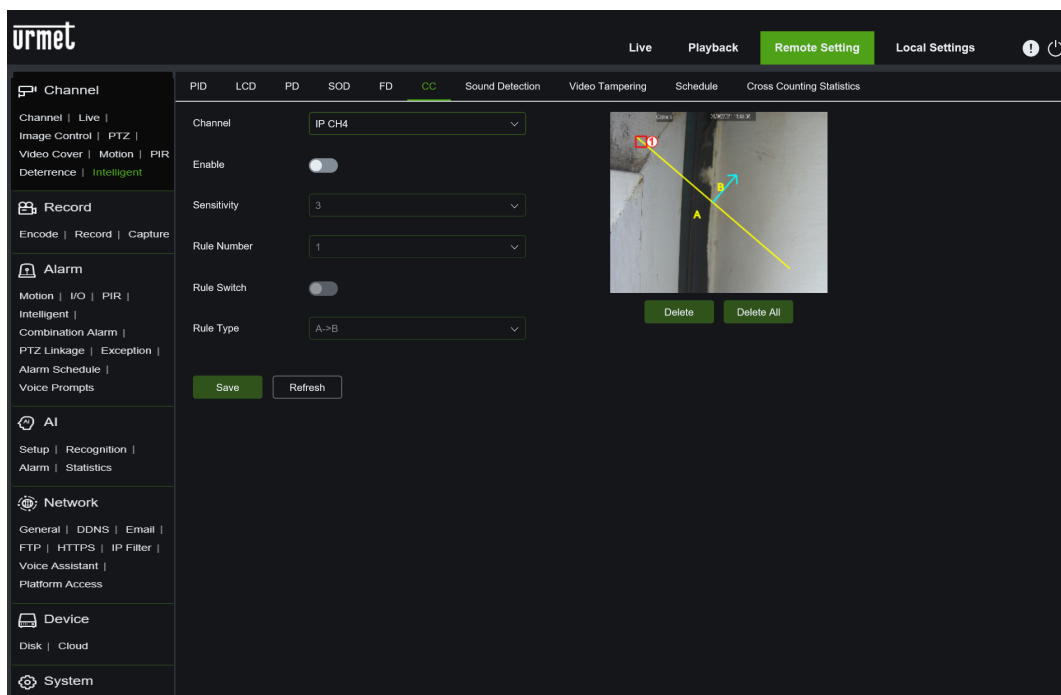 urmet
Live Playback Remote Setting Local Settings
Channel
Channel | Live |
Image Control | PTZ |
Video Cover | Motion | PIR
Deterrence | Intelligent
Record
Encode | Record | Capture
Alarm
Motion | I/O | PIR |
Intelligent |
Combination Alarm |
PTZ Linkage | Exception |
Alarm Schedule |
Voice Prompts
AI
Setup | Recognition |
Alarm | Statistics
Network
General | DDNS | Email |
FTP | HTTPS | IP Filter |
Voice Assistant |
Platform Access
Device
Disk | Cloud
System
PID LCD PD SOD FD CC Sound Detection Video Tampering Schedule Cross Counting Statistics
Channel IP CH4
Enable
Sensitivity 3
Rule Number 1
Rule Switch
Rule Type A->B
Save Refresh
1
B
A
Delete Delete All